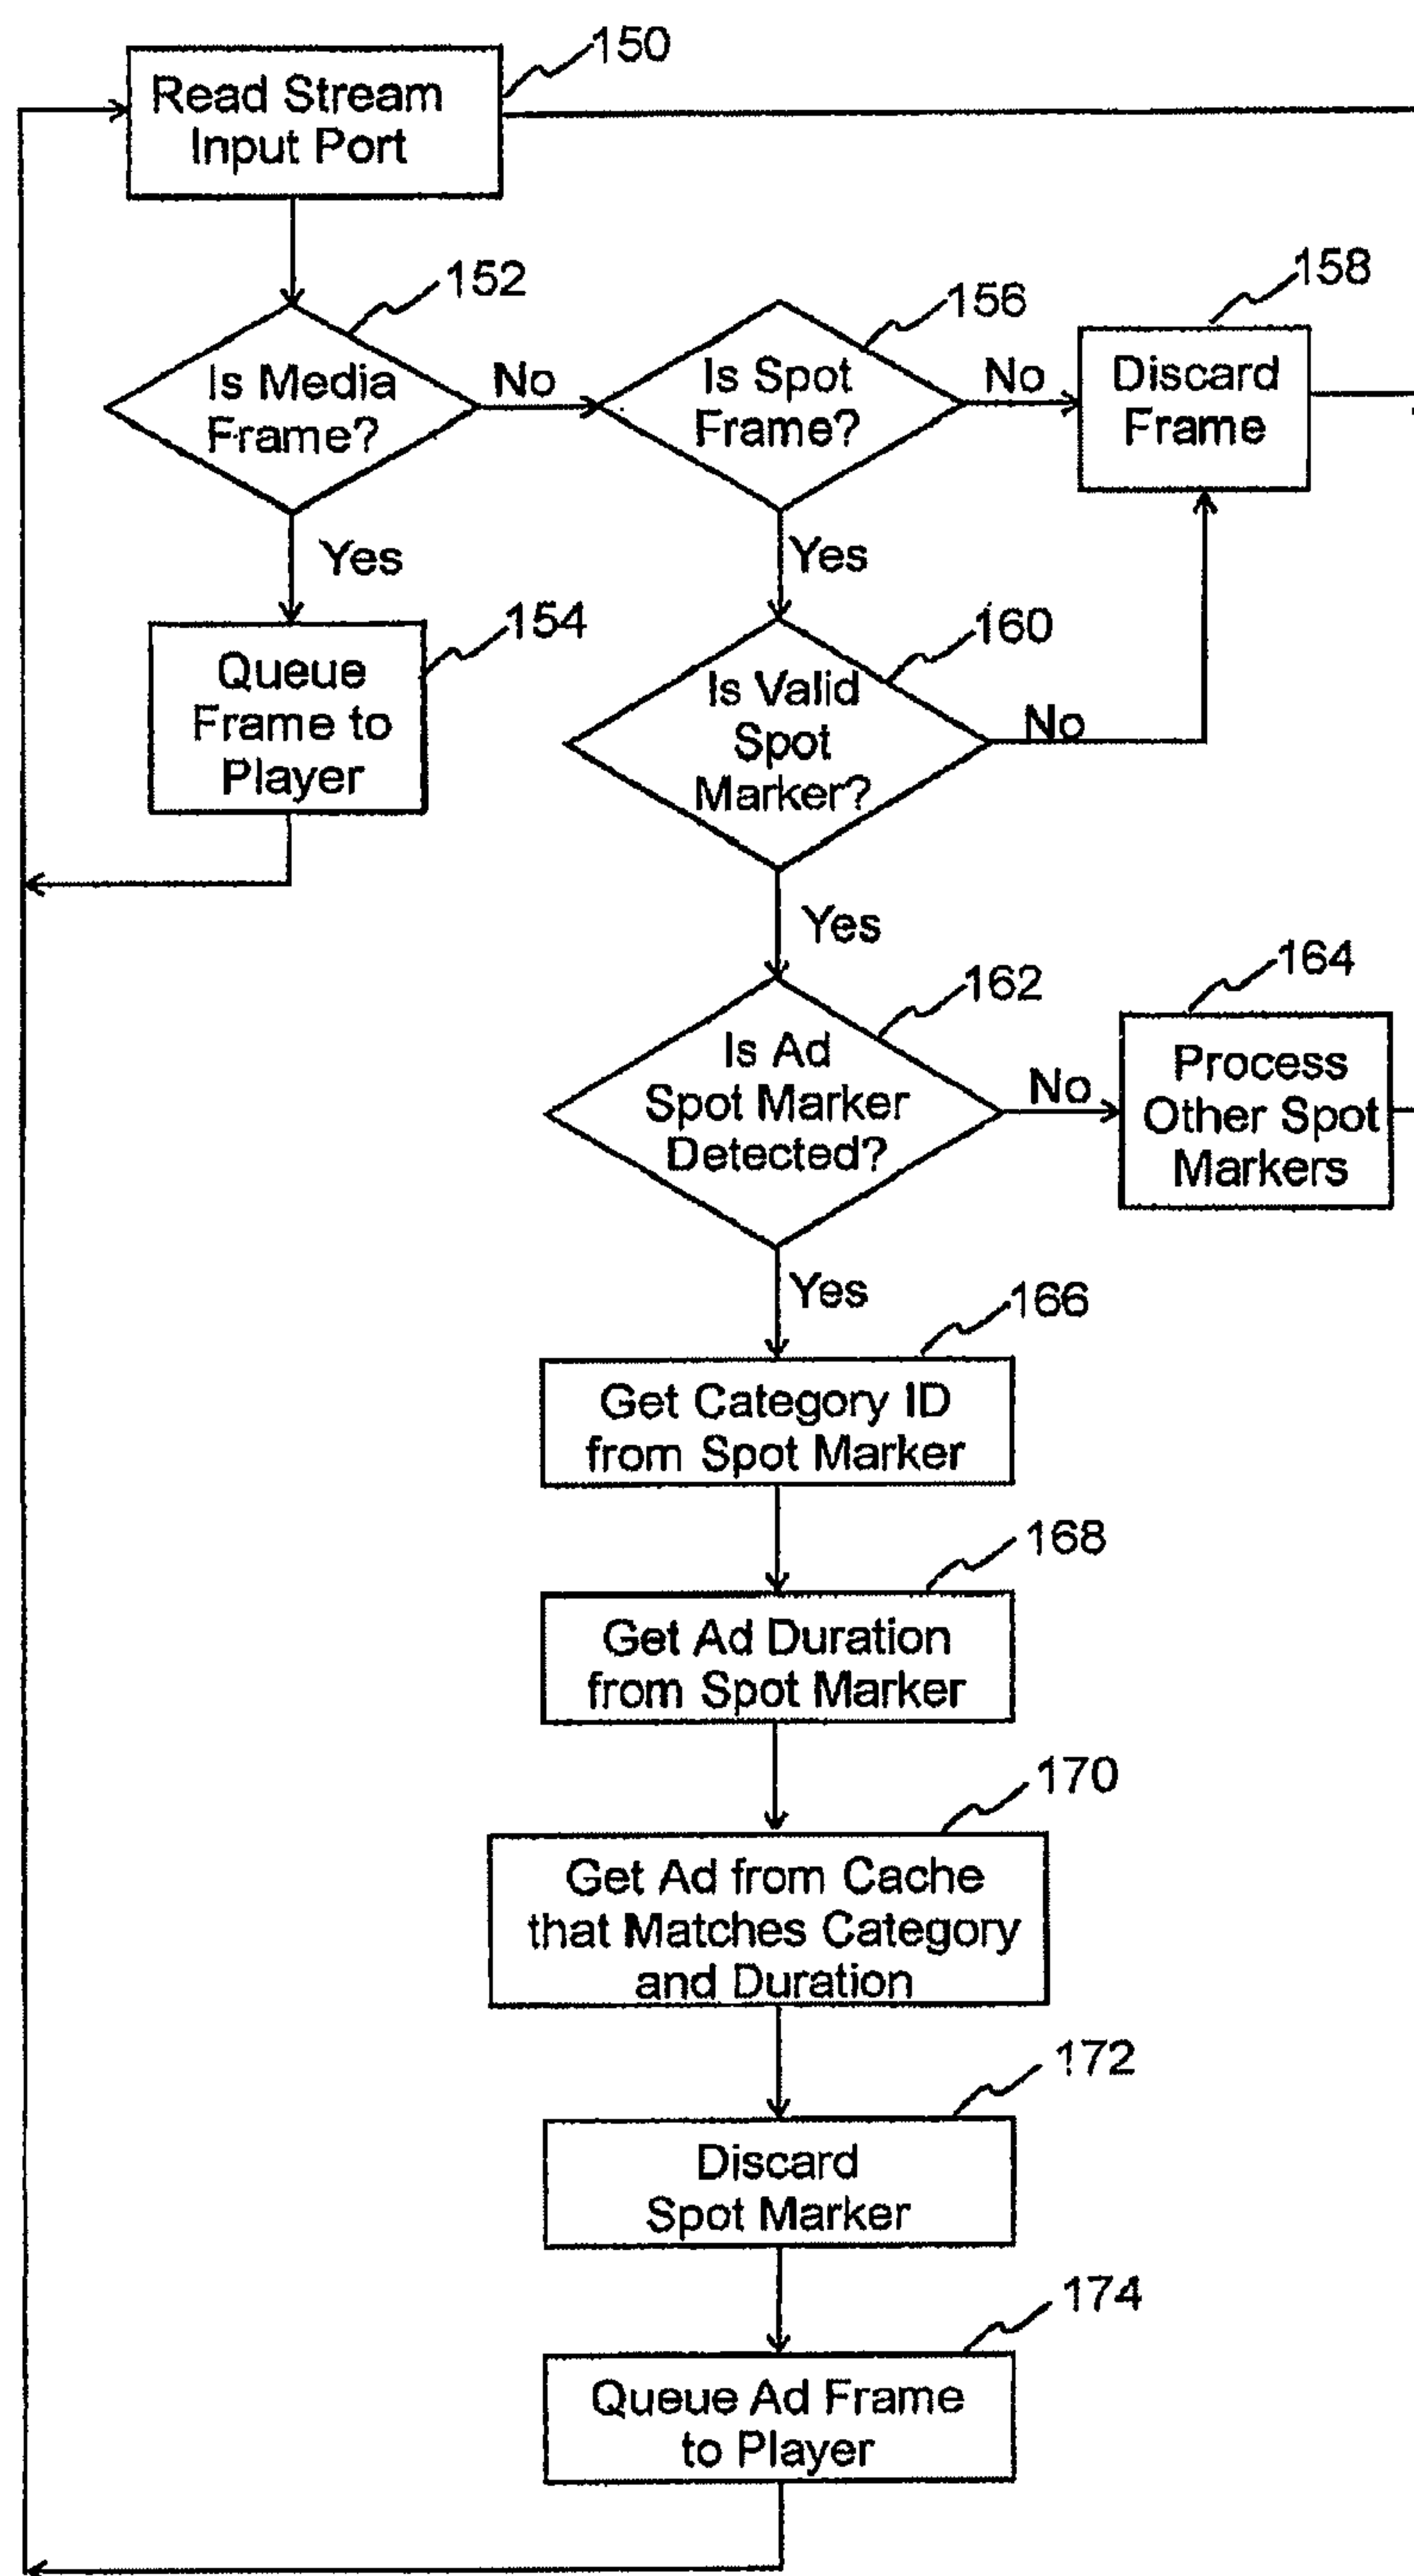 150
Read Stream
Input Port
152
Is Media
Frame?
No
156
Is Spot
Frame?
No
158
Discard
Frame
Yes
Yes
154
Queue
Frame to
Player
160
Is Valid
Spot
Marker?
No
Yes
162
Is Ad
Spot Marker
Detected?
No
164
Process
Other Spot
Markers
Yes
166
Get Category ID
from Spot Marker
168
Get Ad Duration
from Spot Marker
170
Get Ad from Cache
that Matches Category
and Duration
172
Discard
Spot Marker
174
Queue Ad Frame
to Player